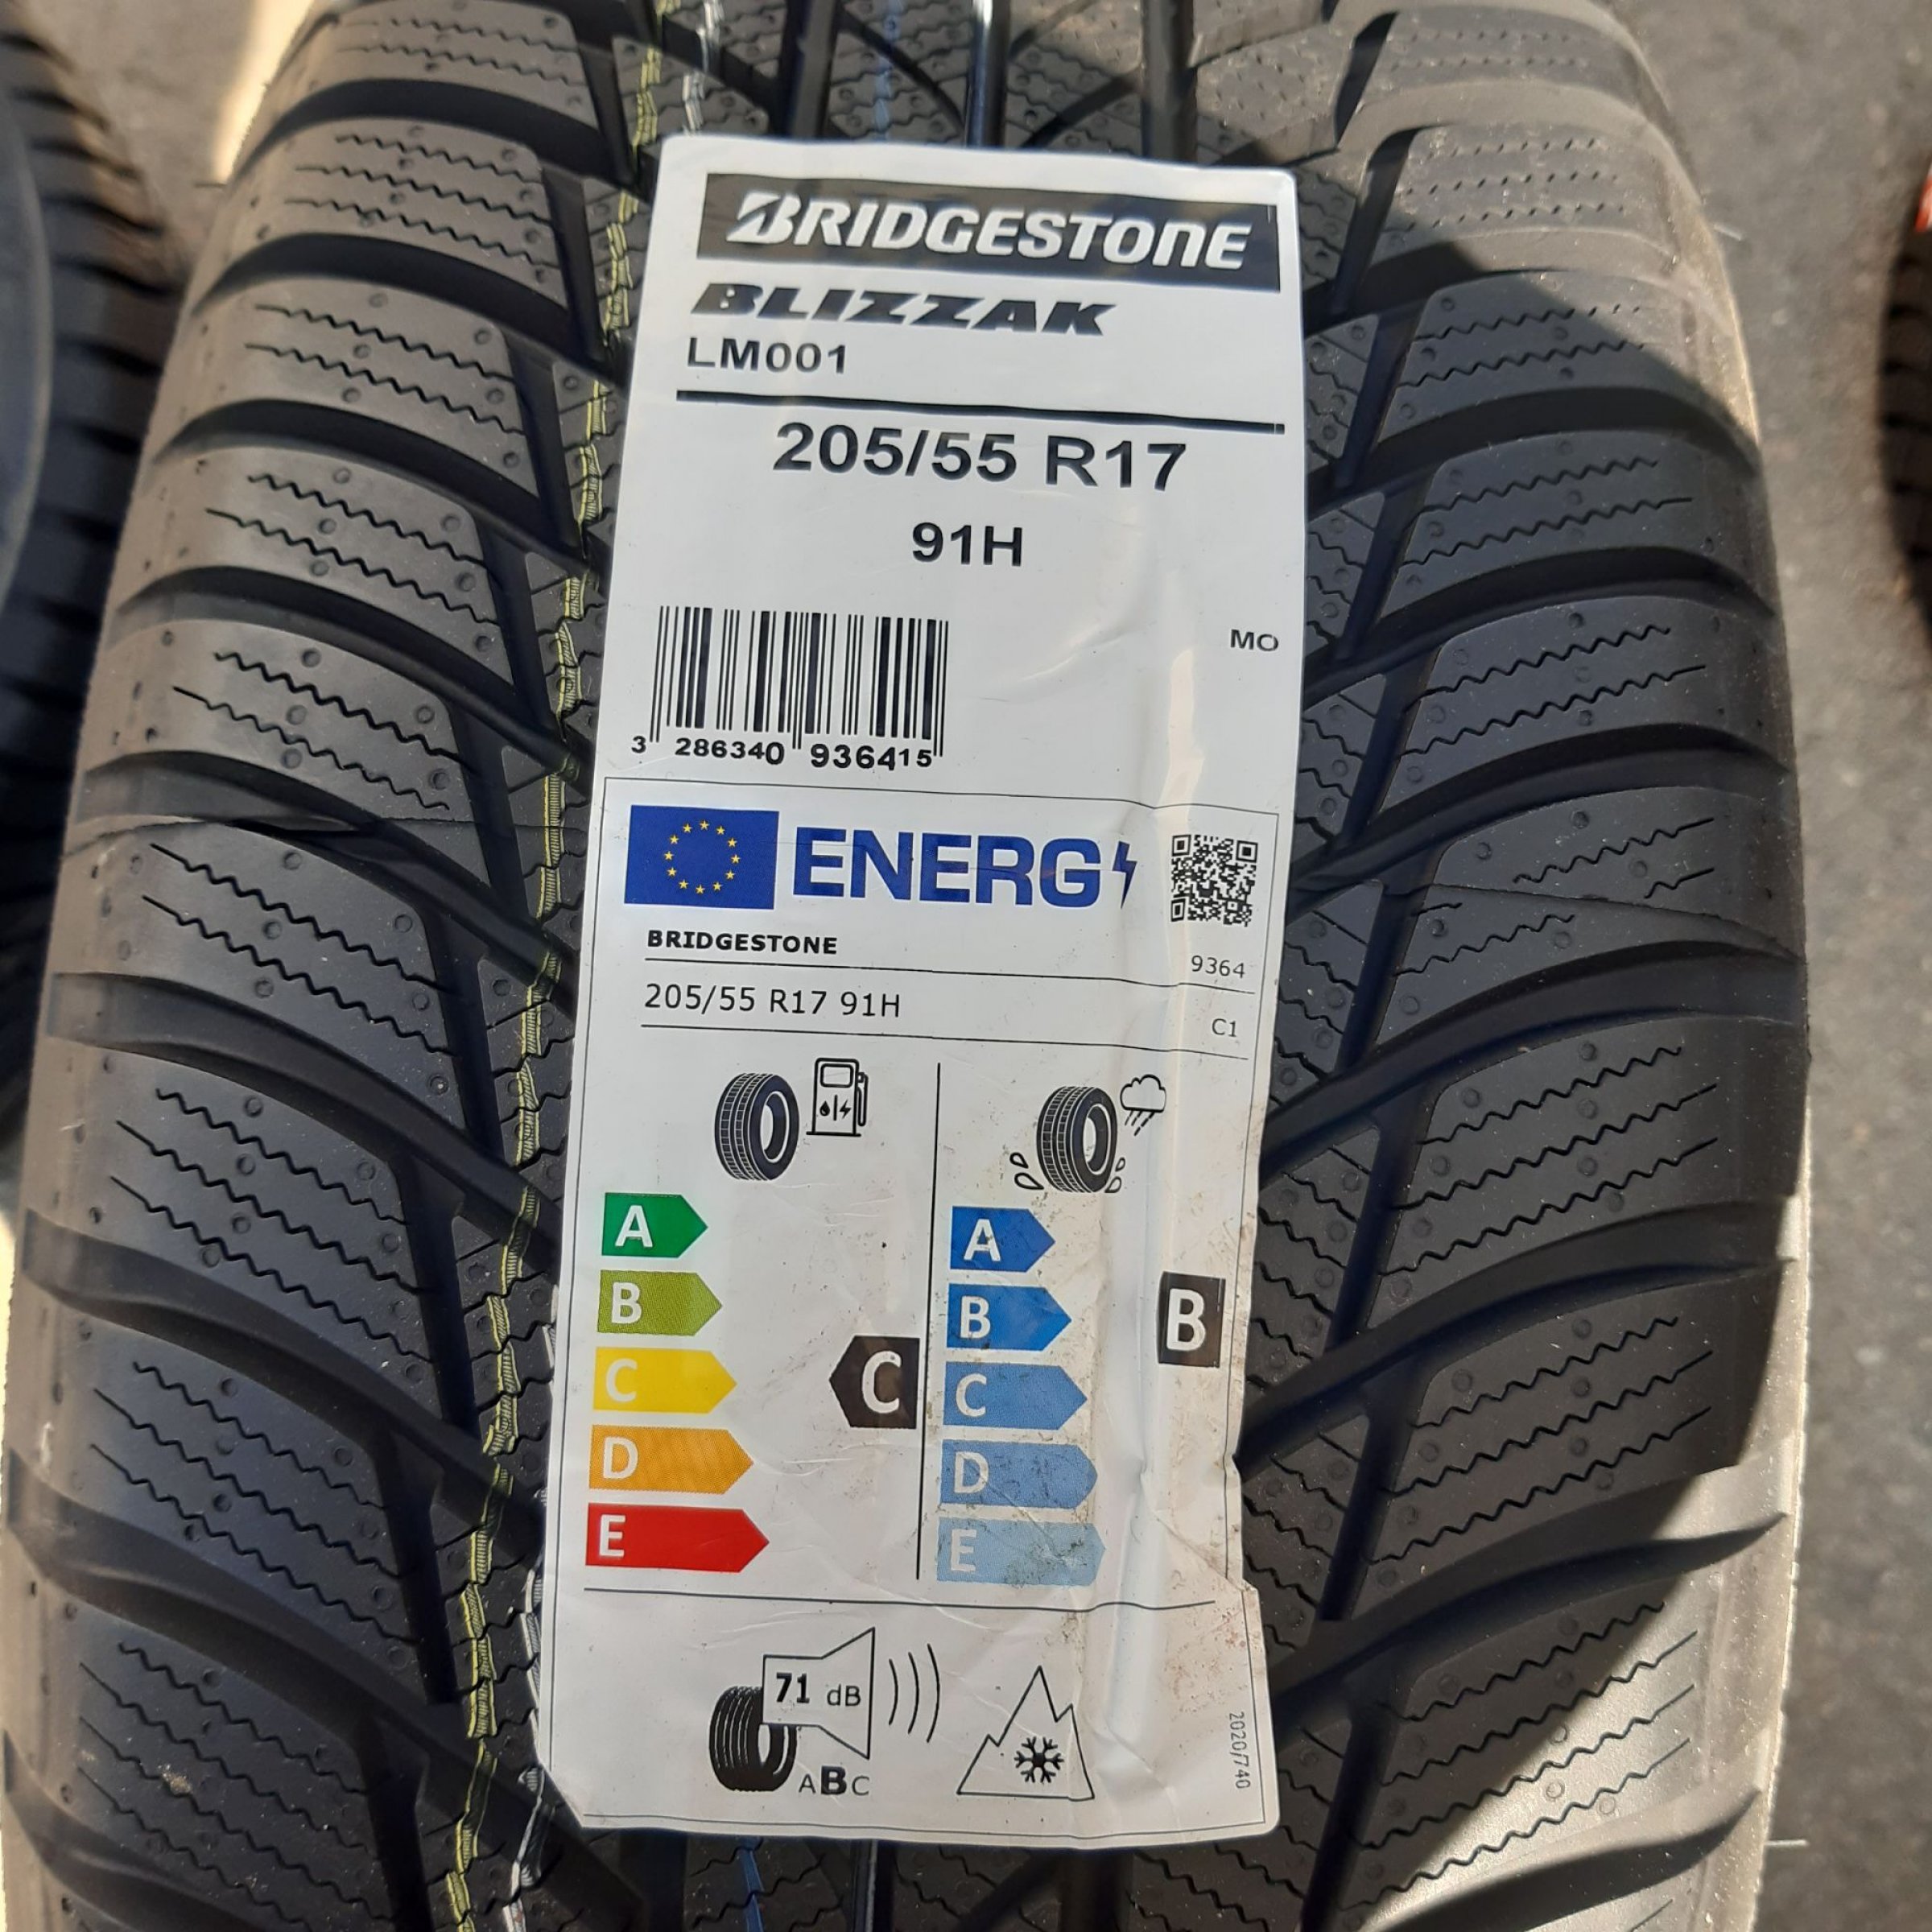 BRIDGESTONE
BLIZZAK
LM001
205/55 R17
91H
MO
3 286340 936415
ENERG
BRIDGESTONE
9364
205/55 R17 91H
C1
A
B
C
D
E
C
A
B
C
D
E
B
71 dB
ABC
2020/740